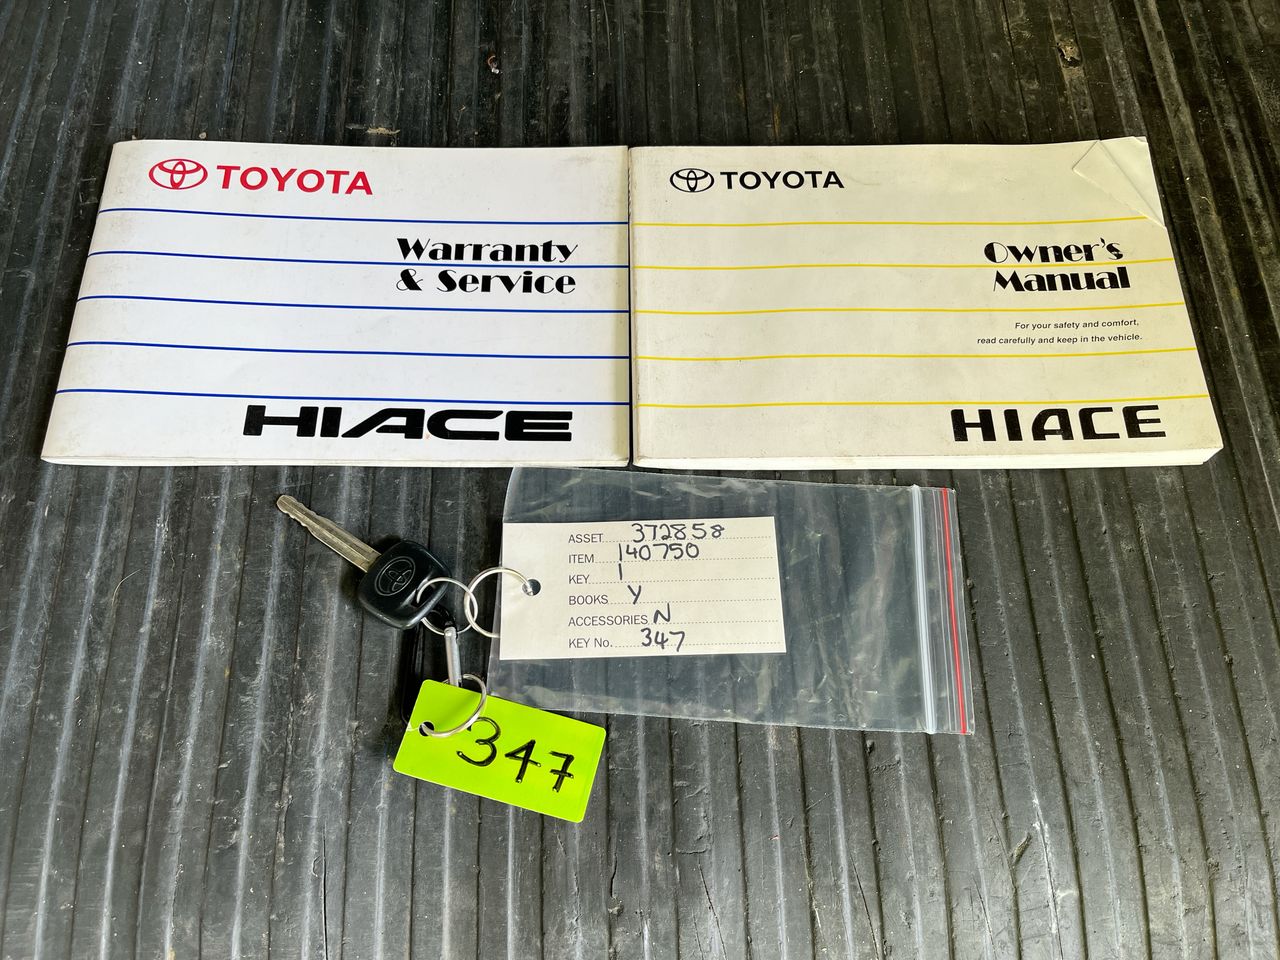 TOYOTA
Warranty
& Service
HIACE
TOYOTA
Owner's
Manual
For your safety and comfort,
read carefully and keep in the vehicle.
HIACE
ASSET 372858
ITEM 140750
KEY 1
BOOKS Y
ACCESSORIES N
KEY No. 347
347